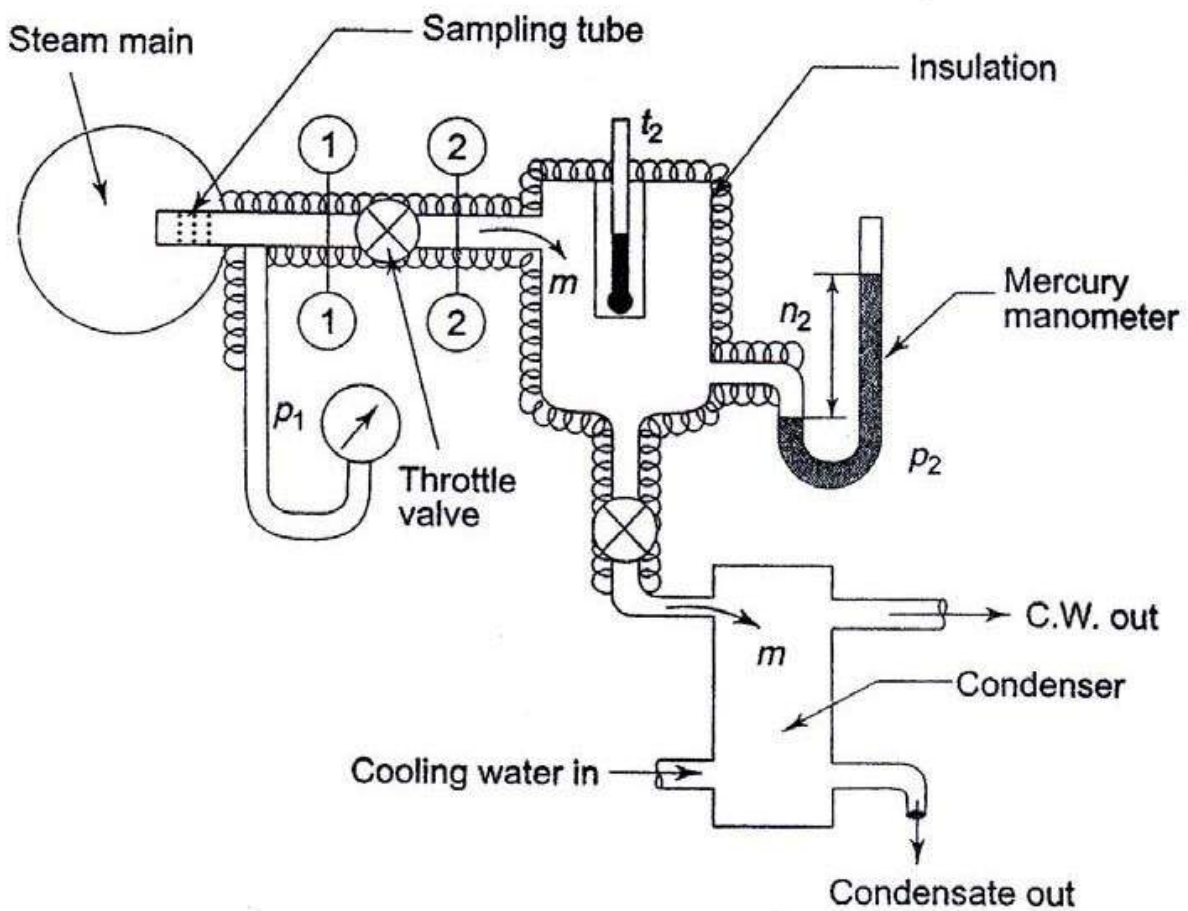 Steam main
Sampling tube
Insulation
t2
1
2
m
1
2
n2
Mercury
manometer
p1
Throttle
valve
p2
C.W. out
m
Condenser
Cooling water in
Condensate out